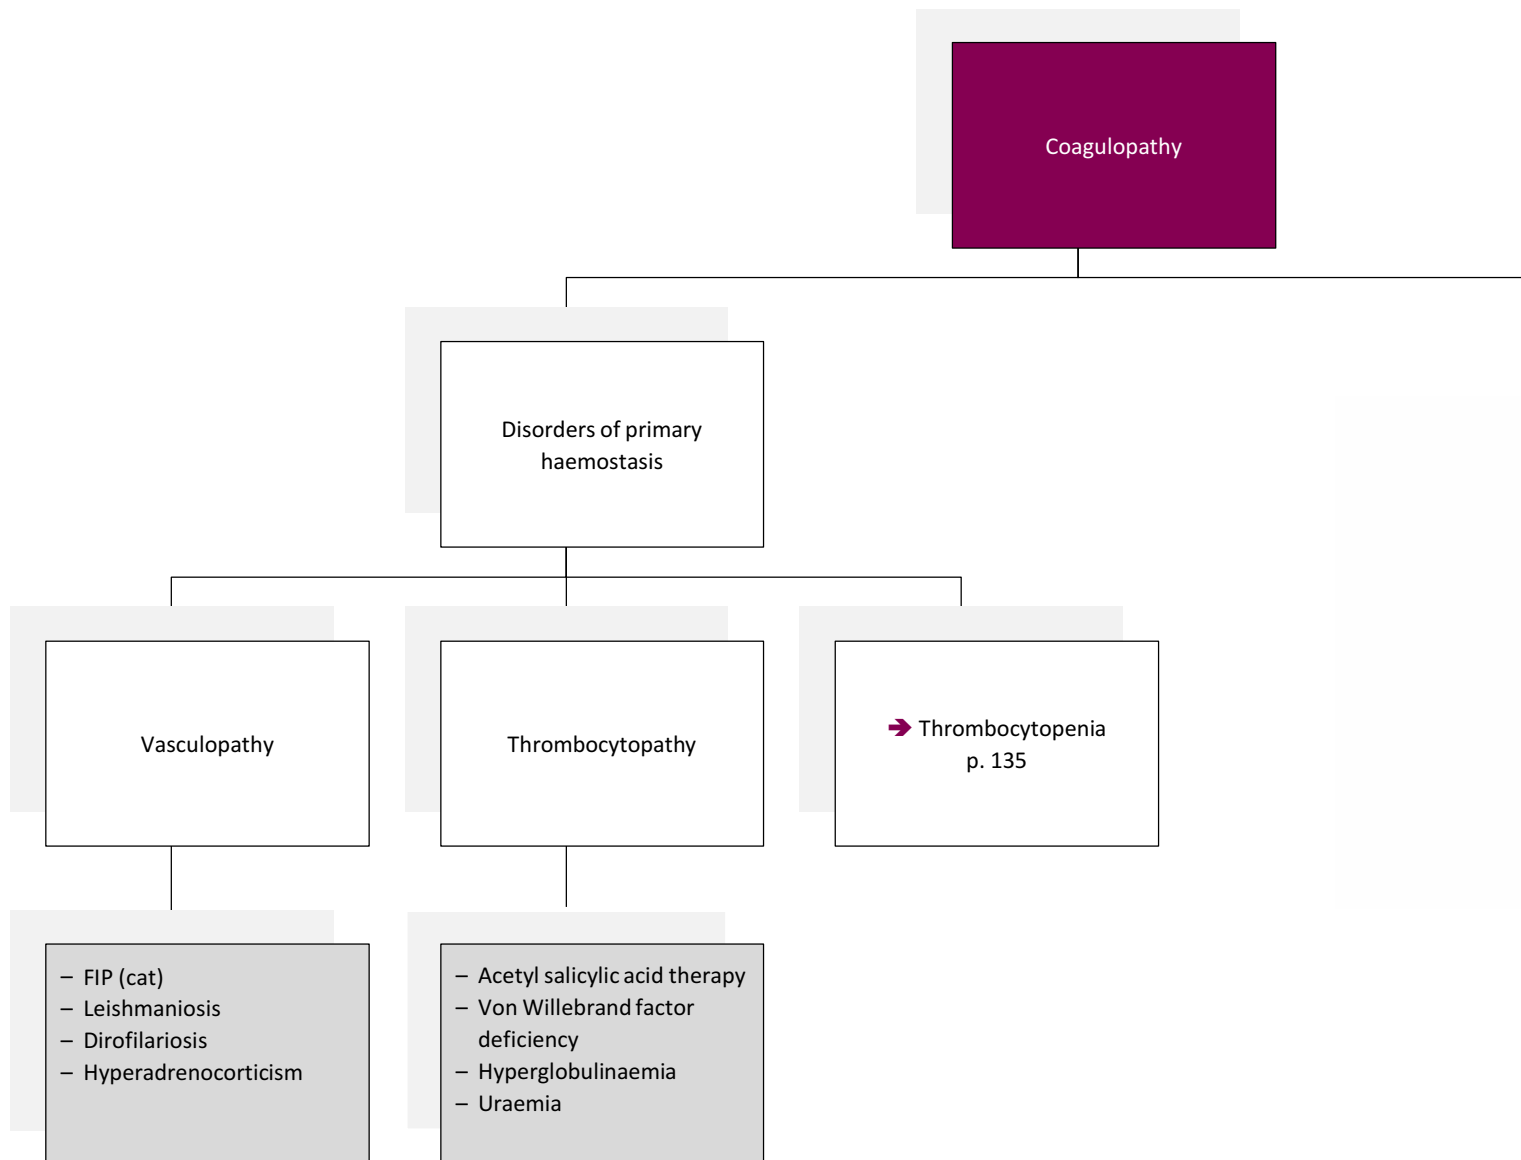 Coagulopathy
Disorders of primary
haemostasis
Vasculopathy
Thrombocytopathy
➔ Thrombocytopenia
p. 135
– FIP (cat)
– Leishmaniosis
– Dirofilariosis
– Hyperadrenocorticism
– Acetyl salicylic acid therapy
– Von Willebrand factor
deficiency
– Hyperglobulinaemia
– Uraemia